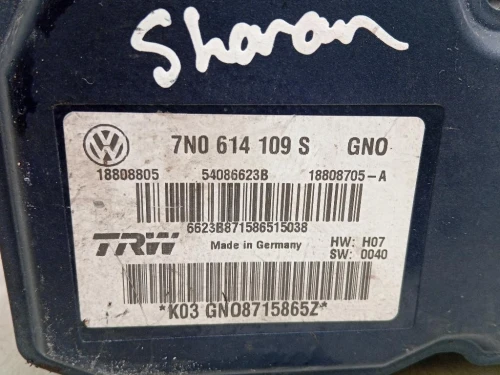 Sharan
7N0 614 109 S GNO
18808805 54086623B 18808705-A
6623B871586515038
TRW Made in Germany HW: H07
SW: 0040
*K03 GNO8715865Z*